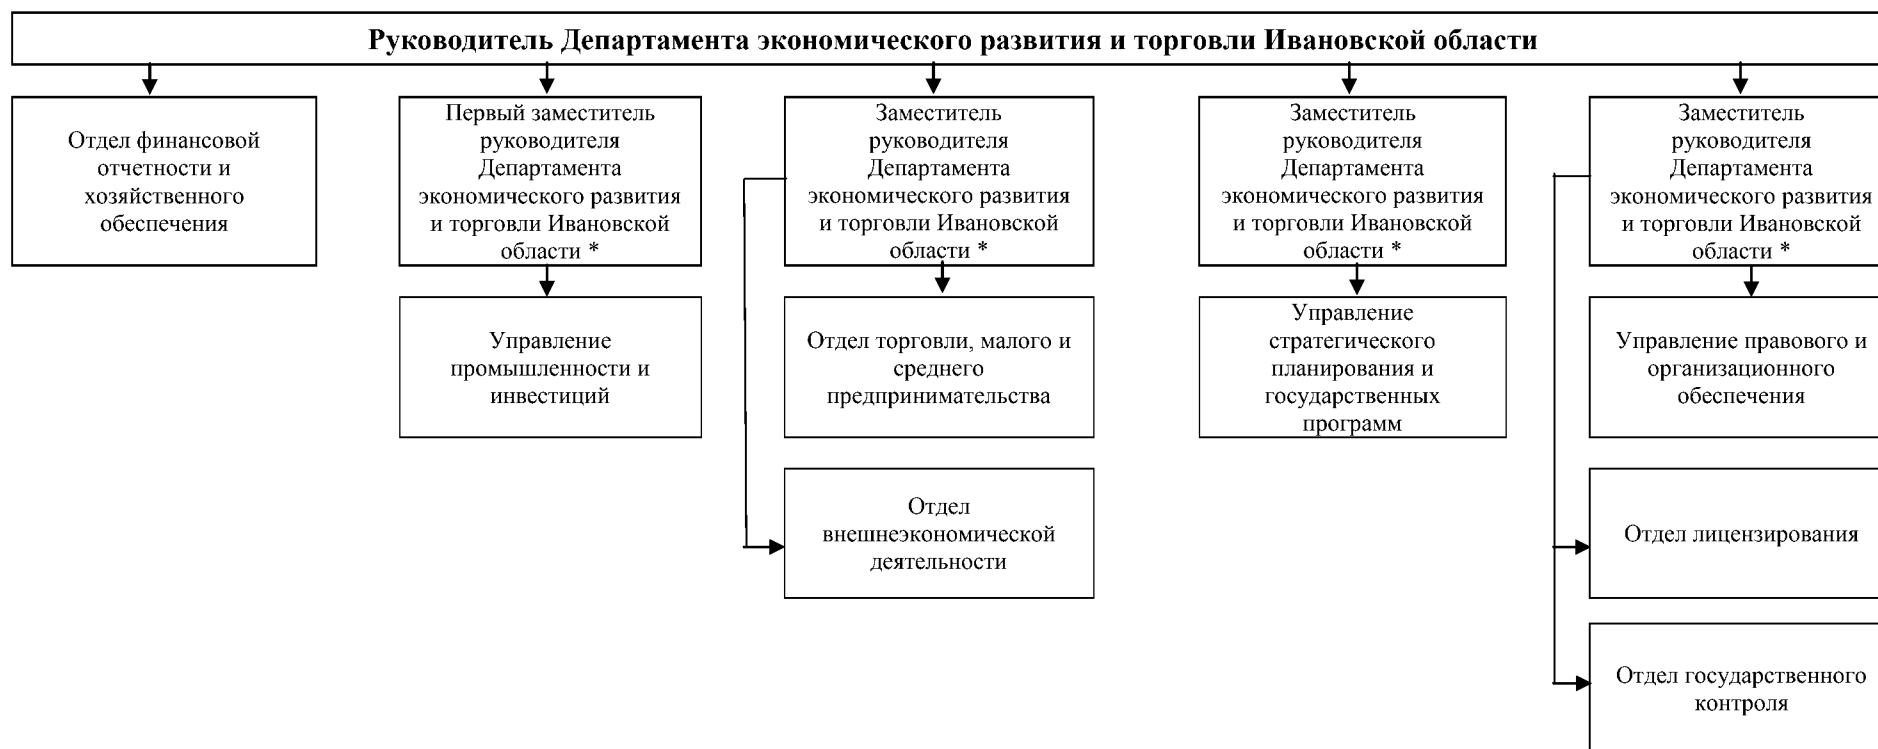 Руководитель Департамента экономического развития и торговли Ивановской области
Отдел финансовой
отчетности и
хозяйственного
обеспечения
Первый заместитель
руководителя
Департамента
экономического развития
и торговли Ивановской
области *
Заместитель
руководителя
Департамента
экономического развития
и торговли Ивановской
области *
Заместитель
руководителя
Департамента
экономического развития
и торговли Ивановской
области *
Заместитель
руководителя
Департамента
экономического развития
и торговли Ивановской
области *
Управление
промышленности и
инвестиций
Отдел торговли, малого и
среднего
предпринимательства
Управление
стратегического
планирования и
государственных
программ
Управление правового и
организационного
обеспечения
Отдел
внешнеэкономической
деятельности
Отдел лицензирования
Отдел государственного
контроля